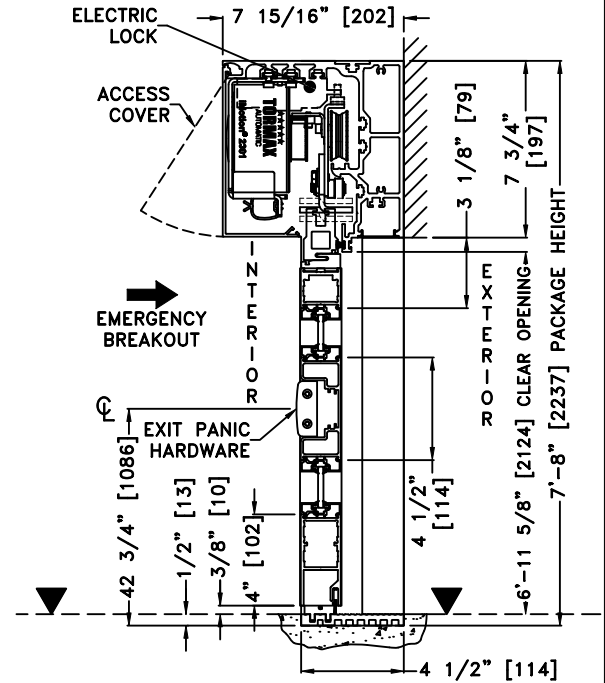 ELECTRIC
LOCK
7 15/16" [202]
ACCESS
COVER
TORMAX
AUTOMATIC
3 1/8" [79]
7 3/4"
[197]
INTERIOR
EXTERIOR
EMERGENCY
BREAKOUT
6'-11 5/8" [2124] CLEAR OPENING
7'-8" [2237] PACKAGE HEIGHT
EXIT PANIC
HARDWARE
42 3/4" [1086]
1/2" [13]
3/8" [10]
4" [102]
4 1/2"
[114]
4 1/2" [114]